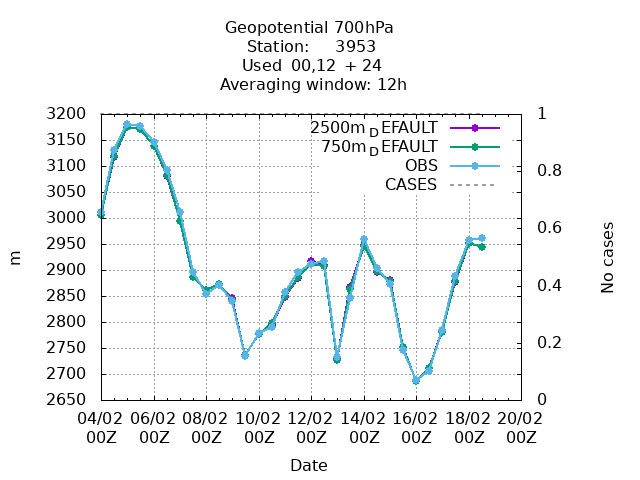 Geopotential 700hPa
Station: 3953
Used 00,12 + 24
Averaging window: 12h
3200
3150
3100
3050
3000
2950
2900
2850
2800
2750
2700
2650
m
1
0.8
0.6
0.4
0.2
0
No cases
2500m DEFAULT
750m DEFAULT
OBS
CASES
04/02 06/02 08/02 10/02 12/02 14/02 16/02 18/02 20/02
00Z 00Z 00Z 00Z 00Z 00Z 00Z 00Z 00Z
Date